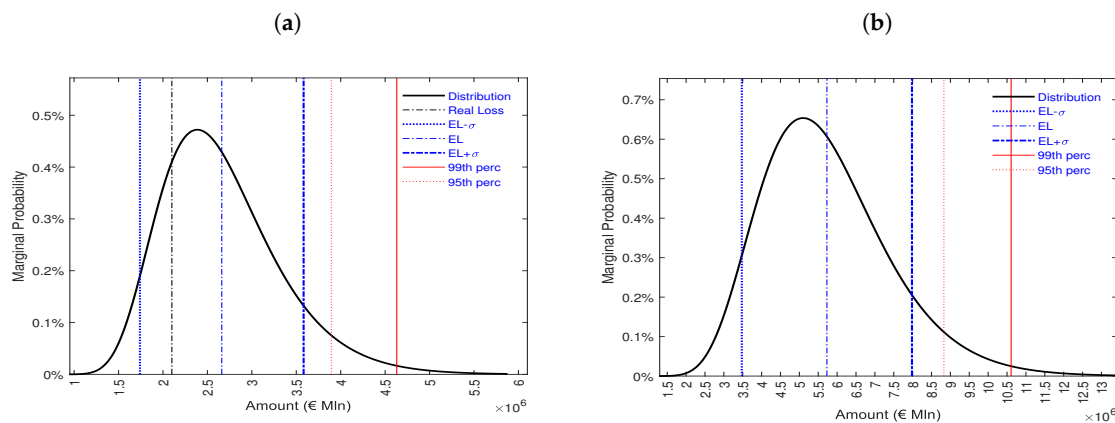 (a)
Marginal Probability
0.5%
0.4%
0.3%
0.2%
0.1%
0%
Distribution
Real Loss
EL-σ
EL
EL+σ
99th perc
95th perc
1
1.5
2
2.5
3
3.5
4
4.5
5
5.5
6
Amount (€ Mln)
×10⁶
(b)
Marginal Probability
0.7%
0.6%
0.5%
0.4%
0.3%
0.2%
0.1%
0%
Distribution
EL-σ
EL
EL+σ
99th perc
95th perc
1.5
2
2.5
3
3.5
4
4.5
5
5.5
6
6.5
7
7.5
8
8.5
9
9.5
10
10.5
11
11.5
12
12.5
13
Amount (€ Mln)
×10⁶